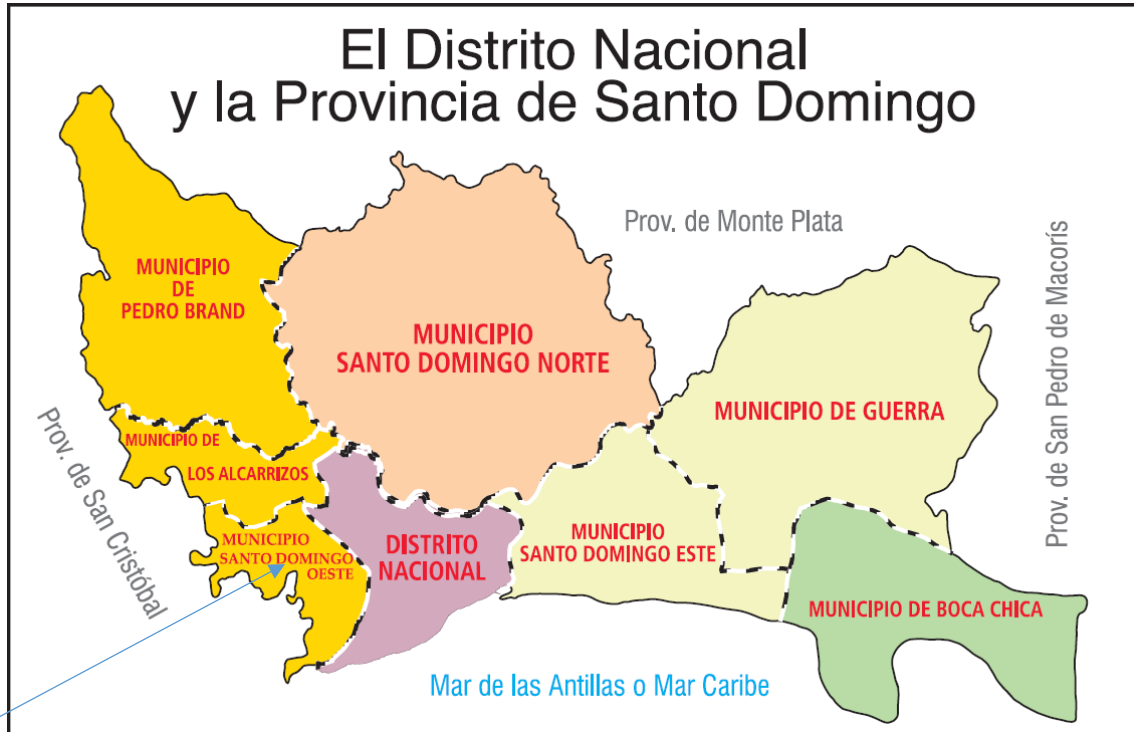 El Distrito Nacional
y la Provincia de Santo Domingo
Prov. de Monte Plata
Prov. de San Pedro de Macorís
MUNICIPIO
DE
PEDRO BRAND
MUNICIPIO
SANTO DOMINGO NORTE
MUNICIPIO DE GUERRA
Prov. de San Cristóbal
MUNICIPIO DE
LOS ALCARRIZOS
MUNICIPIO
SANTO DOMINGO
OESTE
DISTRITO
NACIONAL
MUNICIPIO
SANTO DOMINGO ESTE
MUNICIPIO DE BOCA CHICA
Mar de las Antillas o Mar Caribe